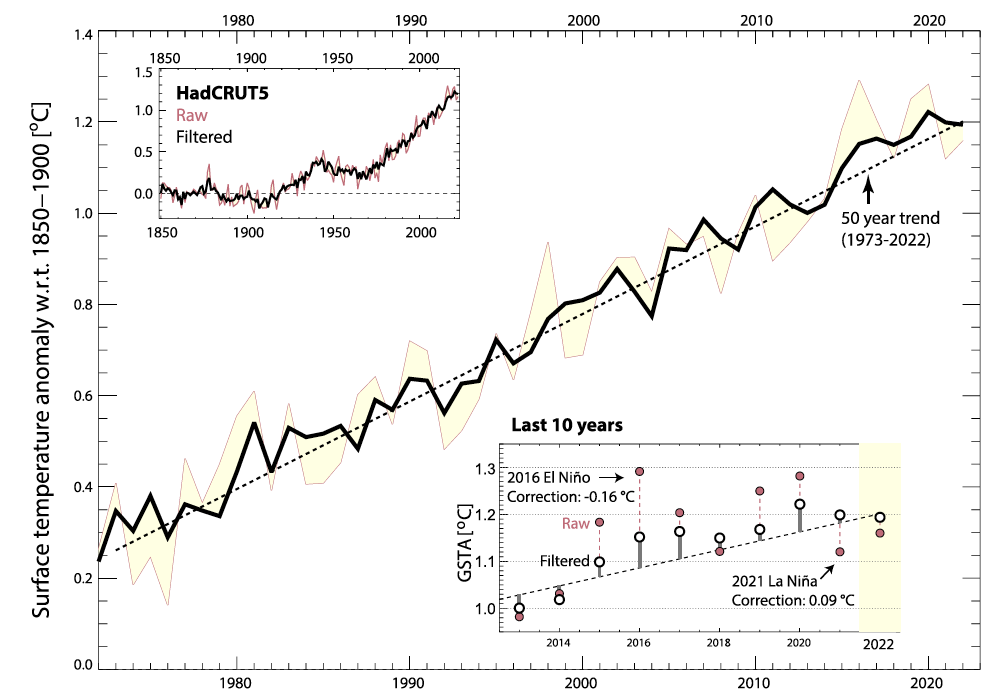 1980 1990 2000 2010 2020
Surface temperature anomaly w.r.t. 1850–1900 [°C]
1.4
1.2
1.0
0.8
0.6
0.4
0.2
0.0
1850 1900 1950 2000
1.5
1.0
0.5
0.0
HadCRUT5
Raw
Filtered
1850 1900 1950 2000
50 year trend
(1973-2022)
Last 10 years
GSTA [°C]
1.3
1.2
1.1
1.0
2016 El Niño
Correction: -0.16 °C
Raw
Filtered
2021 La Niña
Correction: 0.09 °C
2014 2016 2018 2020 2022
1980 1990 2000 2010 2020